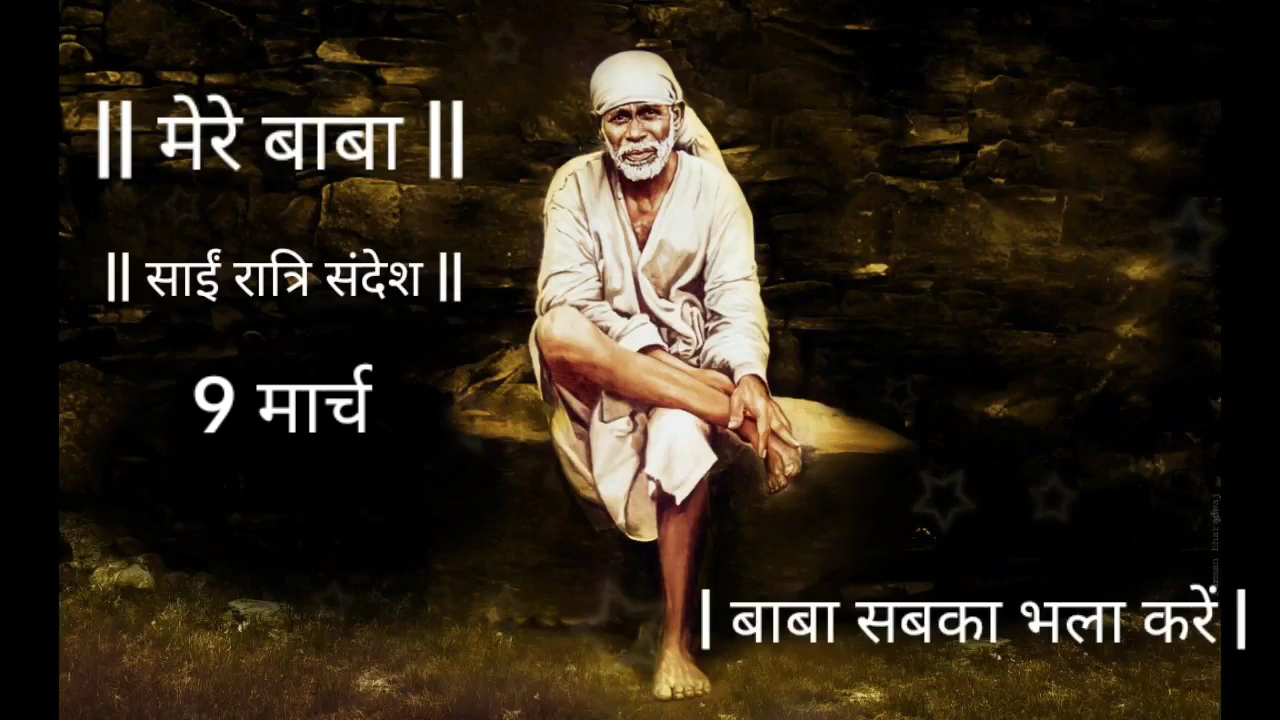 || मेरे बाबा ||
|| साईं रात्रि संदेश ||
9 मार्च
| बाबा सबका भला करें |